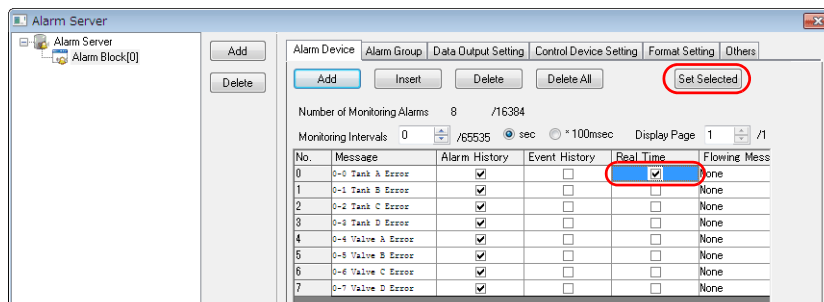 Alarm Server
Alarm Server
Alarm Block[0]
Add
Delete
Alarm Device Alarm Group Data Output Setting Control Device Setting Format Setting Others
Add Insert Delete Delete All Set Selected
Number of Monitoring Alarms 8 /16384
Monitoring Intervals 0 /65535 sec * 100msec Display Page 1 /1
No. Message Alarm History Event History Real Time Flowing Mess
0 0-0 Tank A Error None
1 0-1 Tank B Error None
2 0-2 Tank C Error None
3 0-3 Tank D Error None
4 0-4 Valve A Error None
5 0-5 Valve B Error None
6 0-6 Valve C Error None
7 0-7 Valve D Error None